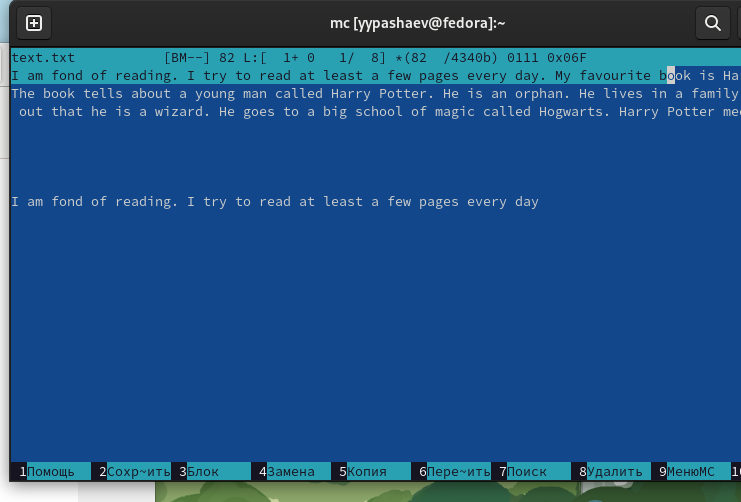 mc [yypashaev@fedora]:~
text.txt [BM--] 82 L:[ 1+ 0 1/ 8] *(82 /4340b) 0111 0x06F
I am fond of reading. I try to read at least a few pages every day. My favourite book is Ha
The book tells about a young man called Harry Potter. He is an orphan. He lives in a family
out that he is a wizard. He goes to a big school of magic called Hogwarts. Harry Potter mee
I am fond of reading. I try to read at least a few pages every day
1Помощь 2Сохр~ить 3Блок 4Замена 5Копия 6Пере~ить 7Поиск 8Удалить 9МенюMC 10